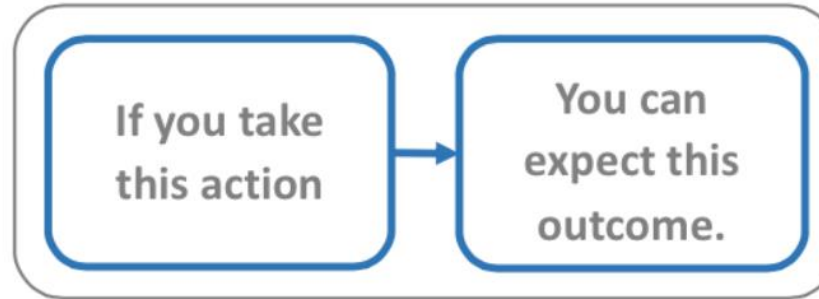 If you take
this action
You can
expect this
outcome.